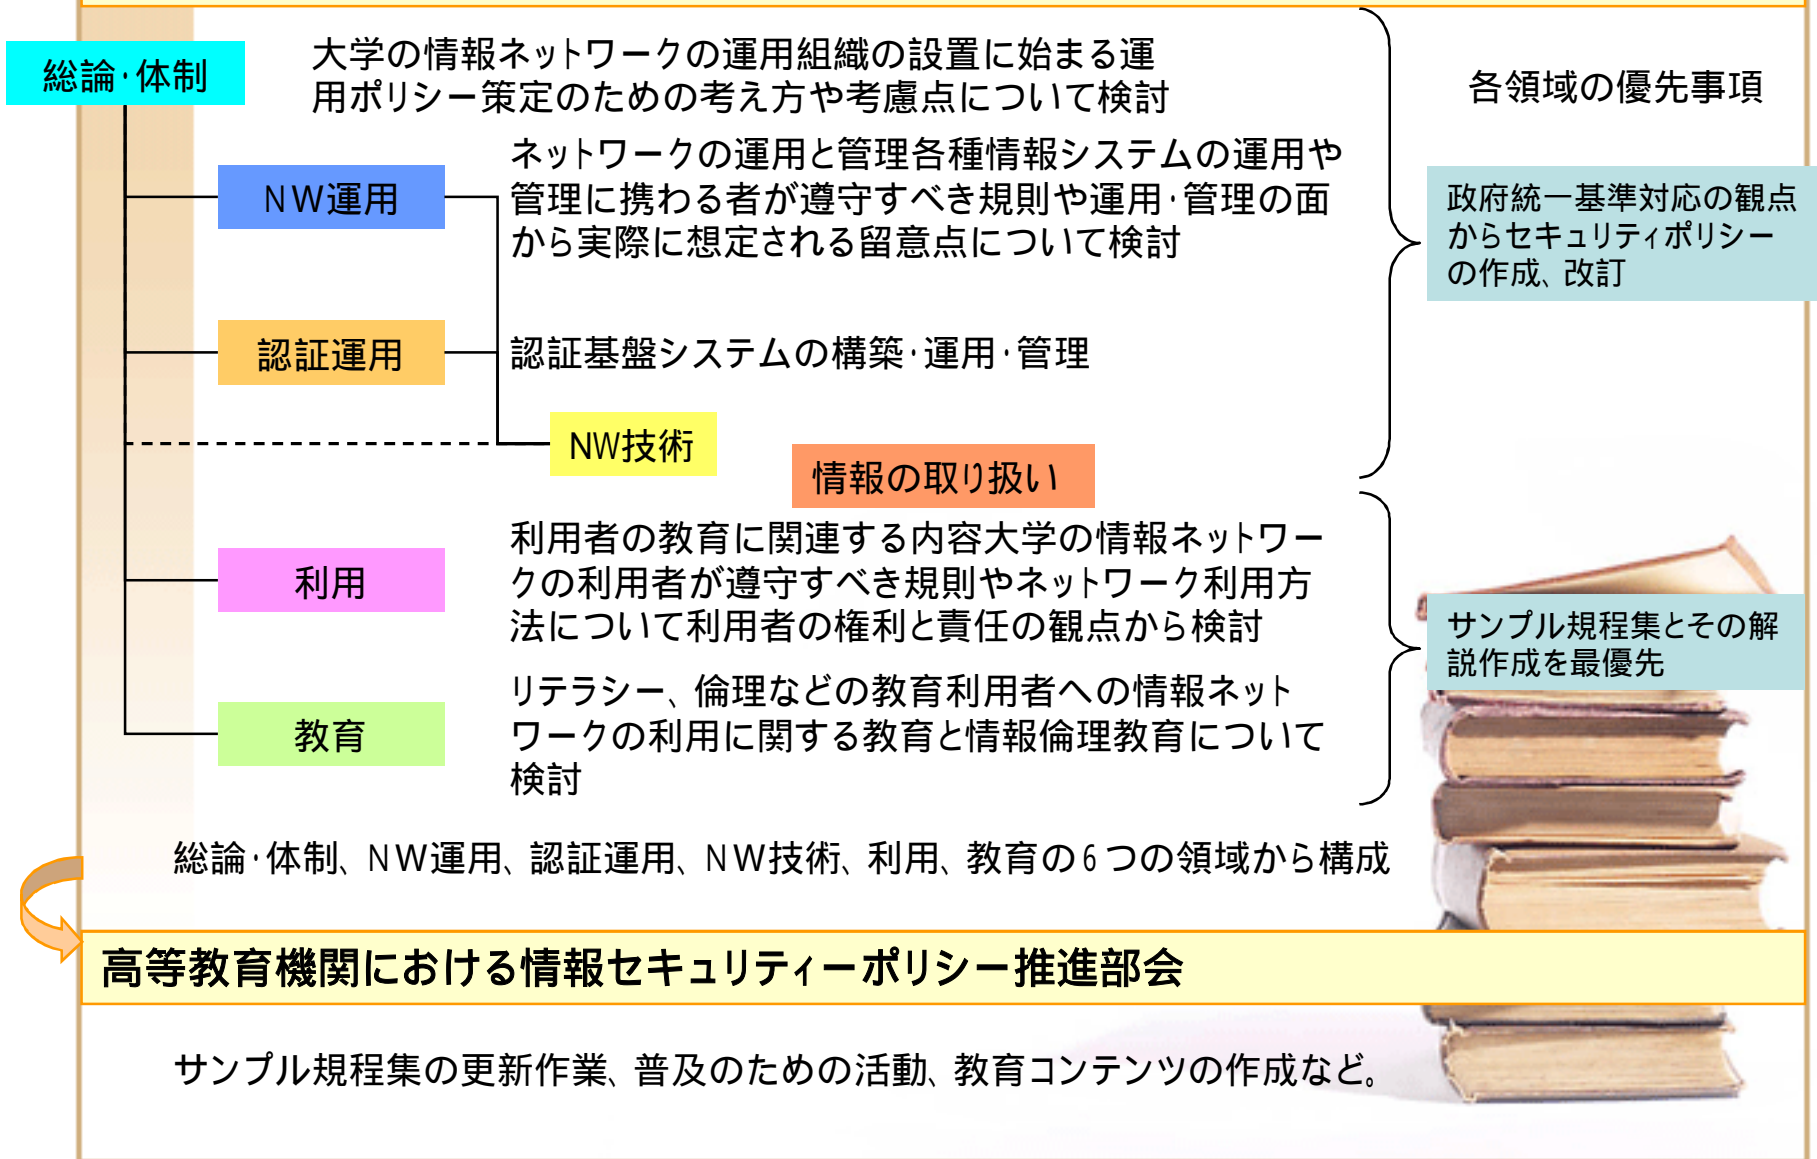 総論・体制
大学の情報ネットワークの運用組織の設置に始まる運
用ポリシー策定のための考え方や考慮点について検討
各領域の優先事項
NW運用
ネットワークの運用と管理各種情報システムの運用や
管理に携わる者が遵守すべき規則や運用・管理の面
から実際に想定される留意点について検討
政府統一基準対応の観点
からセキュリティポリシー
の作成、改訂
認証運用
認証基盤システムの構築・運用・管理
NW技術
情報の取り扱い
利用
利用者の教育に関連する内容大学の情報ネットワー
クの利用者が遵守すべき規則やネットワーク利用方
法について利用者の権利と責任の観点から検討
サンプル規程集とその解
説作成を最優先
教育
リテラシー、倫理などの教育利用者への情報ネット
ワークの利用に関する教育と情報倫理教育について
検討
総論・体制、NW運用、認証運用、NW技術、利用、教育の6つの領域から構成
高等教育機関における情報セキュリティーポリシー推進部会
サンプル規程集の更新作業、普及のための活動、教育コンテンツの作成など。